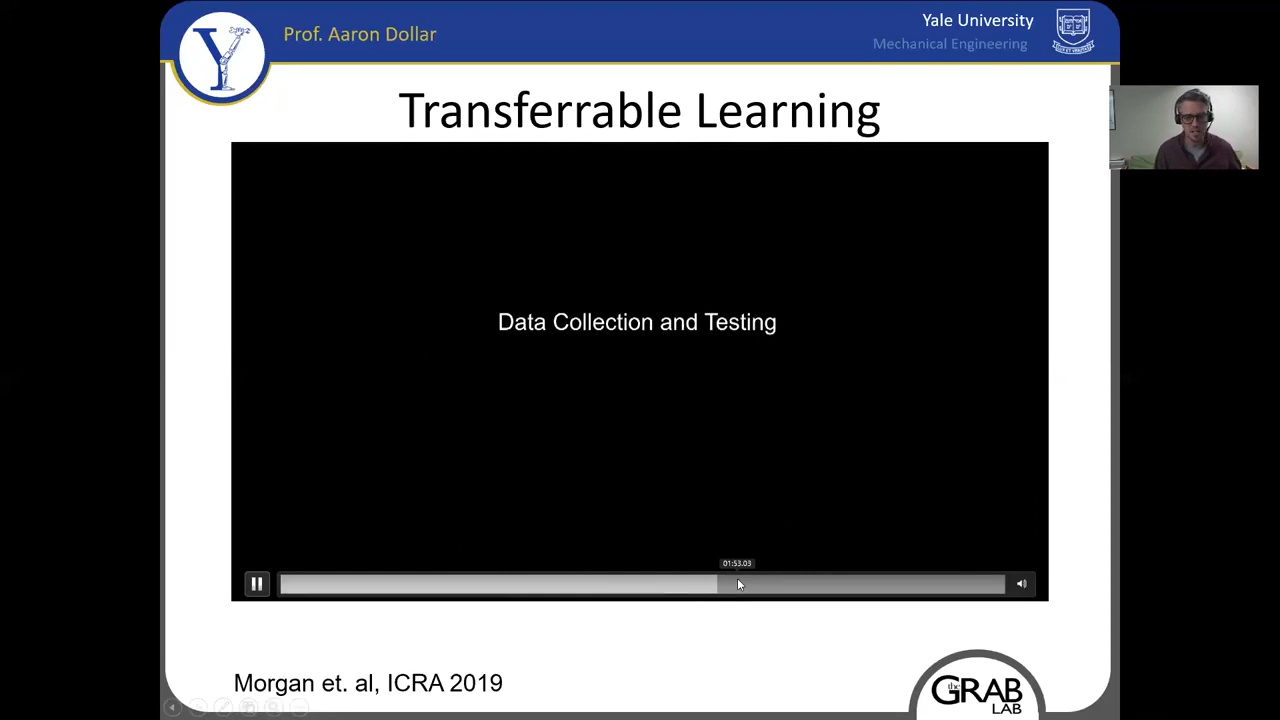 Prof. Aaron Dollar
Yale University
Mechanical Engineering
Transferrable Learning
Data Collection and Testing
01:53.03
Morgan et. al, ICRA 2019
the GRAB
LAB